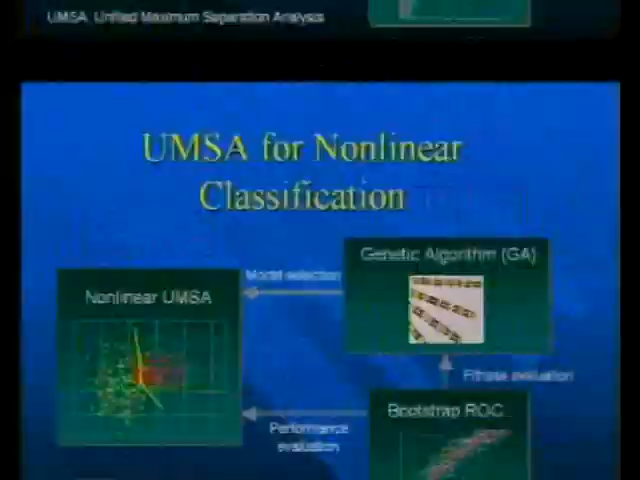 UMSA: Unified Maximum Separation Analysis
UMSA for Nonlinear
Classification
Genetic Algorithm (GA)
Model selection
Nonlinear UMSA
Fitness evaluation
Bootstrap ROC
Performance
evaluation